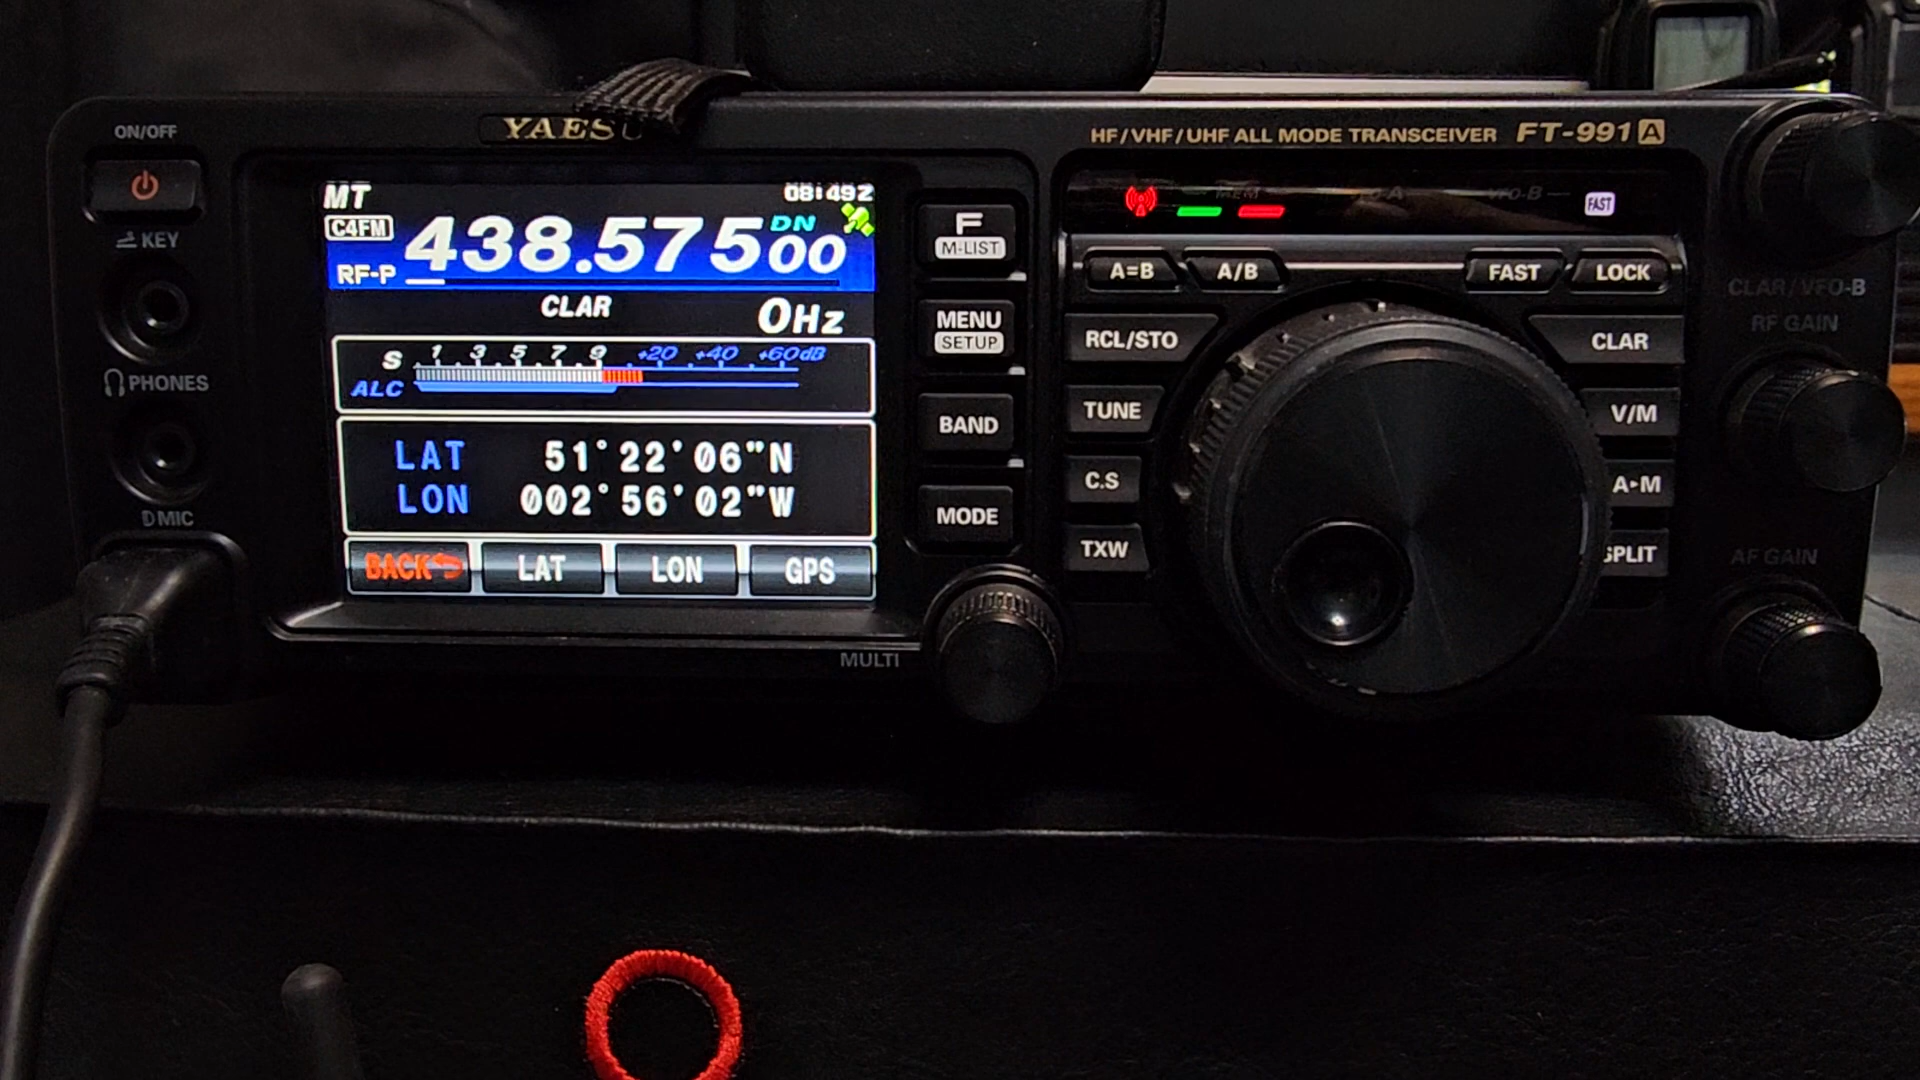 ON/OFF
YAESU
HF/VHF/UHF ALL MODE TRANSCEIVER FT-991A
KEY
PHONES
MIC
MT 08:49Z
C4FM 438.57500 DN
RF-P
CLAR 0Hz
S 1 3 5 7 9 +20 +40 +60dB
ALC
LAT 51°22'06"N
LON 002°56'02"W
BACK LAT LON GPS
F
M-LIST
MENU
SETUP
BAND
MODE
MULTI
MEM VFO-B
FAST
A=B A/B FAST LOCK
RCL/STO
TUNE
C.S
TXW
CLAR
V/M
A▸M
SPLIT
CLAR/VFO-B
RF GAIN
AF GAIN